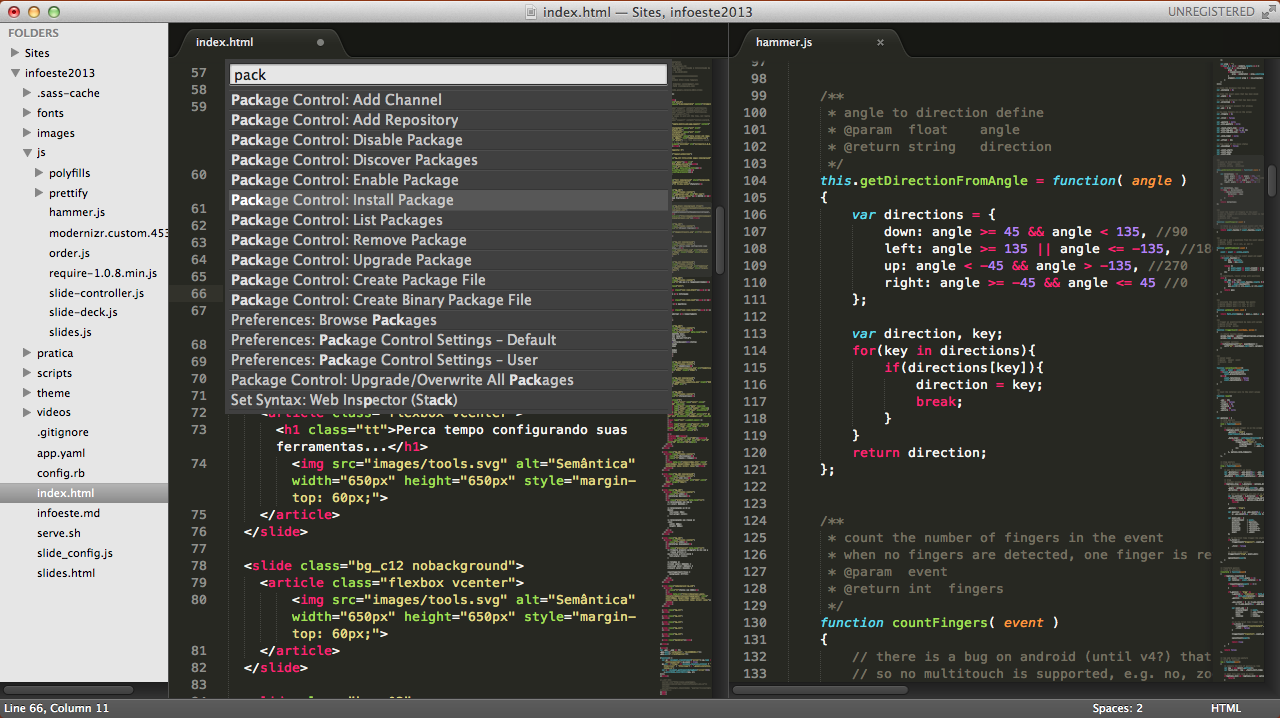 index.html — Sites, infoeste2013
UNREGISTERED
FOLDERS
Sites
infoeste2013
.sass-cache
fonts
images
js
polyfills
prettify
hammer.js
modernizr.custom.453
order.js
require-1.0.8.min.js
slide-controller.js
slide-deck.js
slides.js
pratica
scripts
theme
videos
.gitignore
app.yaml
config.rb
index.html
infoeste.md
serve.sh
slide_config.js
slides.html
index.html
pack
Package Control: Add Channel
Package Control: Add Repository
Package Control: Disable Package
Package Control: Discover Packages
Package Control: Enable Package
Package Control: Install Package
Package Control: List Packages
Package Control: Remove Package
Package Control: Upgrade Package
Package Control: Create Package File
Package Control: Create Binary Package File
Preferences: Browse Packages
Preferences: Package Control Settings – Default
Preferences: Package Control Settings – User
Package Control: Upgrade/Overwrite All Packages
Set Syntax: Web Inspector (Stack)
57
58
59
60
61
62
63
64
65
66
67
68
69
70
71
72 <article class="flexbox vcenter">
73 <h1 class="tt">Perca tempo configurando suas
ferramentas...</h1>
74 <img src="images/tools.svg" alt="Semântica"
width="650px" height="650px" style="margin-
top: 60px;">
75 </article>
76 </slide>
77
78 <slide class="bg_c12 nobackground">
79 <article class="flexbox vcenter">
80 <img src="images/tools.svg" alt="Semântica"
width="650px" height="650px" style="margin-
top: 60px;">
81 </article>
82 </slide>
83
hammer.js
97
98
99 /**
100 * angle to direction define
101 * @param float angle
102 * @return string direction
103 */
104 this.getDirectionFromAngle = function( angle )
105 {
106 var directions = {
107 down: angle >= 45 && angle < 135, //90
108 left: angle >= 135 || angle <= -135, //18
109 up: angle < -45 && angle > -135, //270
110 right: angle >= -45 && angle <= 45 //0
111 };
112
113 var direction, key;
114 for(key in directions){
115 if(directions[key]){
116 direction = key;
117 break;
118 }
119 }
120 return direction;
121 };
122
123
124 /**
125 * count the number of fingers in the event
126 * when no fingers are detected, one finger is re
127 * @param event
128 * @return int fingers
129 */
130 function countFingers( event )
131 {
132 // there is a bug on android (until v4?) that
133 // so no multitouch is supported, e.g. no, zo
Line 66, Column 11
Spaces: 2
HTML